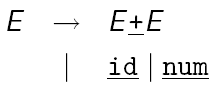 E → E+E
| id | num